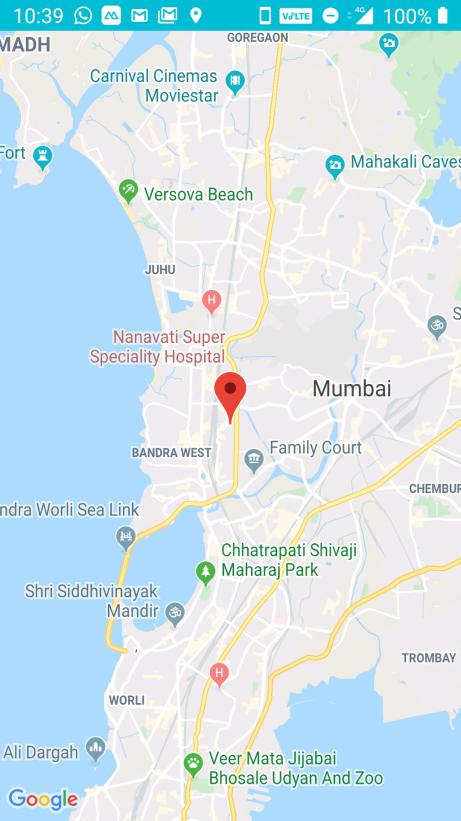 10:39 VoLTE 4G 100%
MADH
GOREGAON
Carnival Cinemas
Moviestar
Fort
Mahakali Caves
Versova Beach
JUHU
H
S
Nanavati Super
Speciality Hospital
Mumbai
BANDRA WEST
Family Court
CHEMBUR
ndra Worli Sea Link
Chhatrapati Shivaji
Maharaj Park
Shri Siddhivinayak
Mandir
TROMBAY
H
WORLI
Ali Dargah
Veer Mata Jijabai
Bhosale Udyan And Zoo
Google